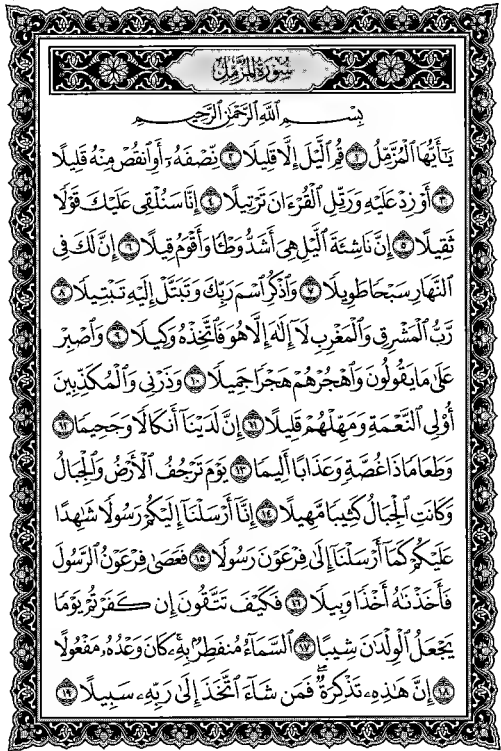 سُورَةُ المُزَّمِّلِ
بِسْمِ اللَّهِ الرَّحْمَٰنِ الرَّحِيمِ
يَٰٓأَيُّهَا ٱلْمُزَّمِّلُ ١ قُمِ ٱلَّيْلَ إِلَّا قَلِيلًا ٢ نِّصْفَهُۥٓ أَوِ ٱنقُصْ مِنْهُ قَلِيلًا
٣ أَوْ زِدْ عَلَيْهِ وَرَتِّلِ ٱلْقُرْءَانَ تَرْتِيلًا ٤ إِنَّا سَنُلْقِى عَلَيْكَ قَوْلًا
ثَقِيلًا ٥ إِنَّ نَاشِئَةَ ٱلَّيْلِ هِىَ أَشَدُّ وَطْـًٔا وَأَقْوَمُ قِيلًا ٦ إِنَّ لَكَ فِى
ٱلنَّهَارِ سَبْحًا طَوِيلًا ٧ وَٱذْكُرِ ٱسْمَ رَبِّكَ وَتَبَتَّلْ إِلَيْهِ تَبْتِيلًا ٨
رَّبُّ ٱلْمَشْرِقِ وَٱلْمَغْرِبِ لَآ إِلَٰهَ إِلَّا هُوَ فَٱتَّخِذْهُ وَكِيلًا ٩ وَٱصْبِرْ
عَلَىٰ مَا يَقُولُونَ وَٱهْجُرْهُمْ هَجْرًا جَمِيلًا ١٠ وَذَرْنِى وَٱلْمُكَذِّبِينَ
أُو۟لِى ٱلنَّعْمَةِ وَمَهِّلْهُمْ قَلِيلًا ١١ إِنَّ لَدَيْنَآ أَنكَالًا وَجَحِيمًا ١٢
وَطَعَامًا ذَا غُصَّةٍ وَعَذَابًا أَلِيمًا ١٣ يَوْمَ تَرْجُفُ ٱلْأَرْضُ وَٱلْجِبَالُ
وَكَانَتِ ٱلْجِبَالُ كَثِيبًا مَّهِيلًا ١٤ إِنَّآ أَرْسَلْنَآ إِلَيْكُمْ رَسُولًا شَٰهِدًا
عَلَيْكُمْ كَمَآ أَرْسَلْنَآ إِلَىٰ فِرْعَوْنَ رَسُولًا ١٥ فَعَصَىٰ فِرْعَوْنُ ٱلرَّسُولَ
فَأَخَذْنَٰهُ أَخْذًا وَبِيلًا ١٦ فَكَيْفَ تَتَّقُونَ إِن كَفَرْتُمْ يَوْمًا
يَجْعَلُ ٱلْوِلْدَٰنَ شِيبًا ١٧ ٱلسَّمَآءُ مُنفَطِرٌۢ بِهِۦ ۚ كَانَ وَعْدُهُۥ مَفْعُولًا
١٨ إِنَّ هَٰذِهِۦ تَذْكِرَةٌ ۖ فَمَن شَآءَ ٱتَّخَذَ إِلَىٰ رَبِّهِۦ سَبِيلًا ١٩